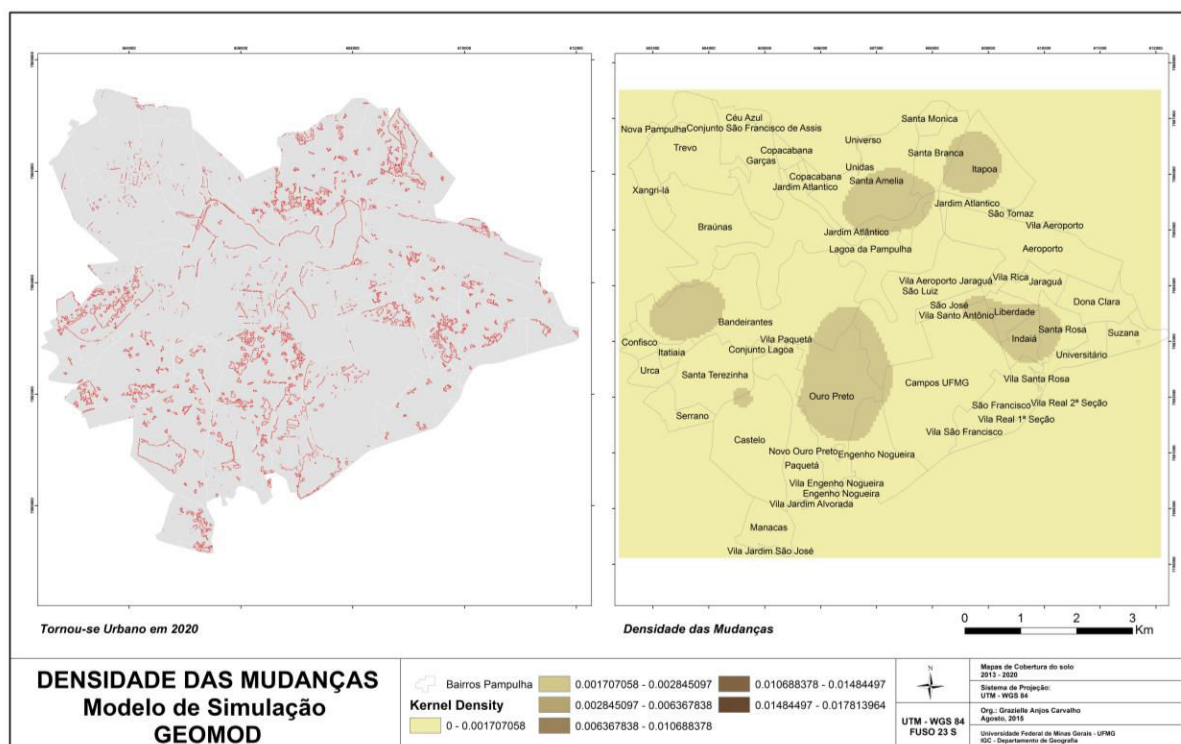 Tornou-se Urbano em 2020
Céu Azul
Santa Monica
Nova Pampulha
Conjunto São Francisco de Assis
Universo
Trevo
Copacabana
Santa Branca
Garças
Unidas
Itapoa
Copacabana
Santa Amelia
Jardim Atlantico
Xangri-lá
Jardim Atlantico
São Tomaz
Braúnas
Vila Aeroporto
Jardim Atlântico
Lagoa da Pampulha
Aeroporto
Vila Aeroporto Jaraguá
Vila Rica
Jaraguá
São Luiz
São José
Dona Clara
Vila Santo Antônio
Liberdade
Bandeirantes
Santa Rosa
Suzana
Confisco
Vila Paquetá
Indaiá
Itatiaia
Conjunto Lagoa
Universitário
Urca
Santa Terezinha
Campos UFMG
Vila Santa Rosa
Ouro Preto
São Francisco
Vila Real 2ª Seção
Serrano
Vila Real 1ª Seção
Vila São Francisco
Castelo
Novo Ouro Preto
Engenho Nogueira
Paquetá
Vila Engenho Nogueira
Engenho Nogueira
Vila Jardim Alvorada
Manacas
Vila Jardim São José
Densidade das Mudanças
0 1 2 3
Km
DENSIDADE DAS MUDANÇAS
Modelo de Simulação
GEOMOD
Bairros Pampulha
Kernel Density
0 - 0.001707058
0.001707058 - 0.002845097
0.002845097 - 0.006367838
0.006367838 - 0.010688378
0.010688378 - 0.01484497
0.01484497 - 0.017813964
N
UTM - WGS 84
FUSO 23 S
Mapas de Cobertura do solo
2013 - 2020
Sistema de Projeção:
UTM - WGS 84
Org.: Grazielle Anjos Carvalho
Agosto, 2015
Universidade Federal de Minas Gerais - UFMG
IGC - Departamento de Geografia